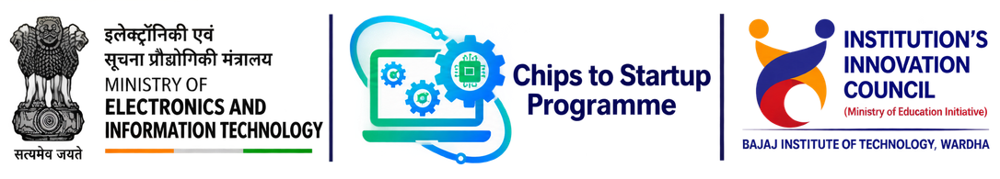 इलेक्ट्रॉनिकी एवं
सूचना प्रौद्योगिकी मंत्रालय
MINISTRY OF
ELECTRONICS AND
INFORMATION TECHNOLOGY
सत्यमेव जयते
Chips to Startup
Programme
INSTITUTION'S
INNOVATION
COUNCIL
(Ministry of Education Initiative)
BAJAJ INSTITUTE OF TECHNOLOGY, WARDHA